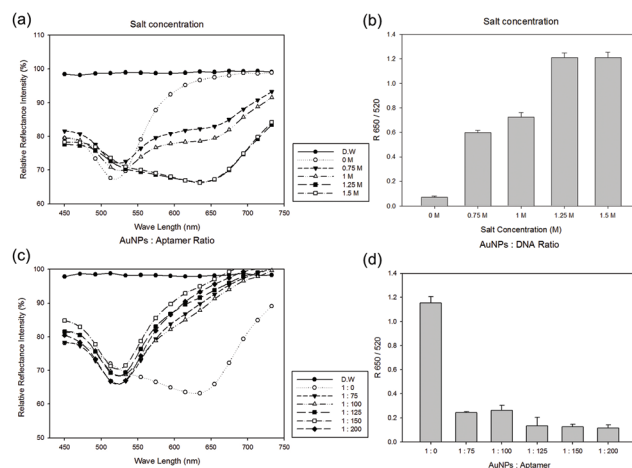 (a)
Salt concentration
Relative Reflectance Intensity (%)
110
100
90
80
70
60
450 500 550 600 650 700 750
Wave Length (nm)
D.W
0 M
0.75 M
1 M
1.25 M
1.5 M
(b)
Salt concentration
R 650 / 520
1.4
1.2
1.0
0.8
0.6
0.4
0.2
0.0
0 M 0.75 M 1 M 1.25 M 1.5 M
Salt Concentration (M)
(c)
AuNPs : Aptamer Ratio
Relative Reflectance Intensity (%)
100
90
80
70
60
50
450 500 550 600 650 700 750
Wave Length (nm)
D.W
1 : 0
1 : 75
1 : 100
1 : 125
1 : 150
1 : 200
(d)
AuNPs : DNA Ratio
R 650 / 520
1.4
1.2
1.0
0.8
0.6
0.4
0.2
0.0
1 : 0 1 : 75 1 : 100 1 : 125 1 : 150 1 : 200
AuNPs : Aptamer